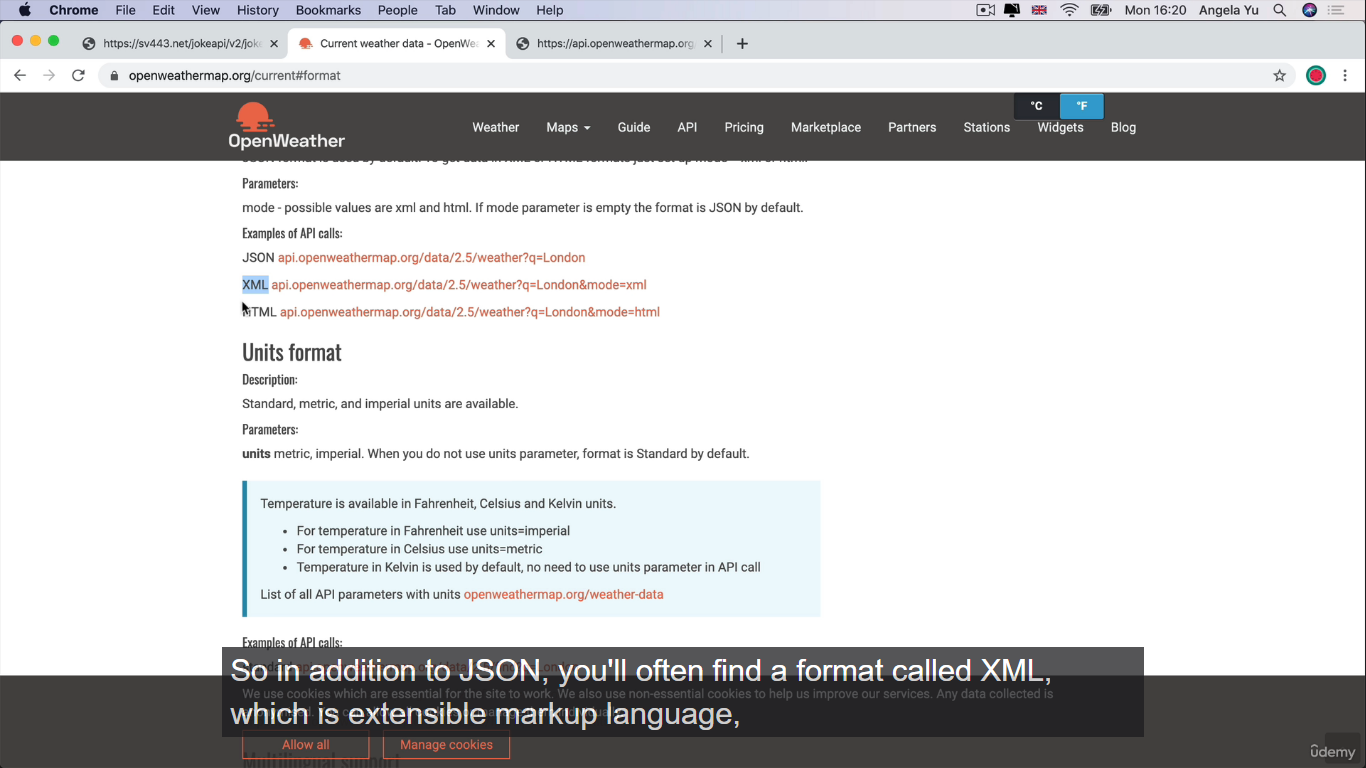 Chrome File Edit View History Bookmarks People Tab Window Help Mon 16:20 Angela Yu
https://sv443.net/jokeapi/v2/joke Current weather data - OpenWea https://api.openweathermap.org
openweathermap.org/current#format
°C °F
OpenWeather Weather Maps Guide API Pricing Marketplace Partners Stations Widgets Blog
Parameters:
mode - possible values are xml and html. If mode parameter is empty the format is JSON by default.
Examples of API calls:
JSON api.openweathermap.org/data/2.5/weather?q=London
XML api.openweathermap.org/data/2.5/weather?q=London&mode=xml
HTML api.openweathermap.org/data/2.5/weather?q=London&mode=html
Units format
Description:
Standard, metric, and imperial units are available.
Parameters:
units metric, imperial. When you do not use units parameter, format is Standard by default.
Temperature is available in Fahrenheit, Celsius and Kelvin units.
• For temperature in Fahrenheit use units=imperial
• For temperature in Celsius use units=metric
• Temperature in Kelvin is used by default, no need to use units parameter in API call
List of all API parameters with units openweathermap.org/weather-data
Examples of API calls:
So in addition to JSON, you'll often find a format called XML,
We use cookies which are essential for the site to work. We also use non-essential cookies to help us improve our services. Any data collected is
which is extensible markup language,
Allow all Manage cookies
Multilingual support
ûdemy